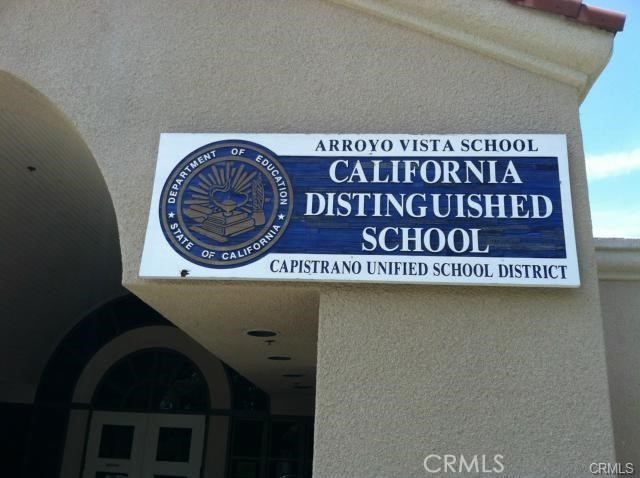 ARROYO VISTA SCHOOL
CALIFORNIA
DISTINGUISHED
SCHOOL
CAPISTRANO UNIFIED SCHOOL DISTRICT
DEPARTMENT OF EDUCATION
STATE OF CALIFORNIA
CRMLS
CRMLS